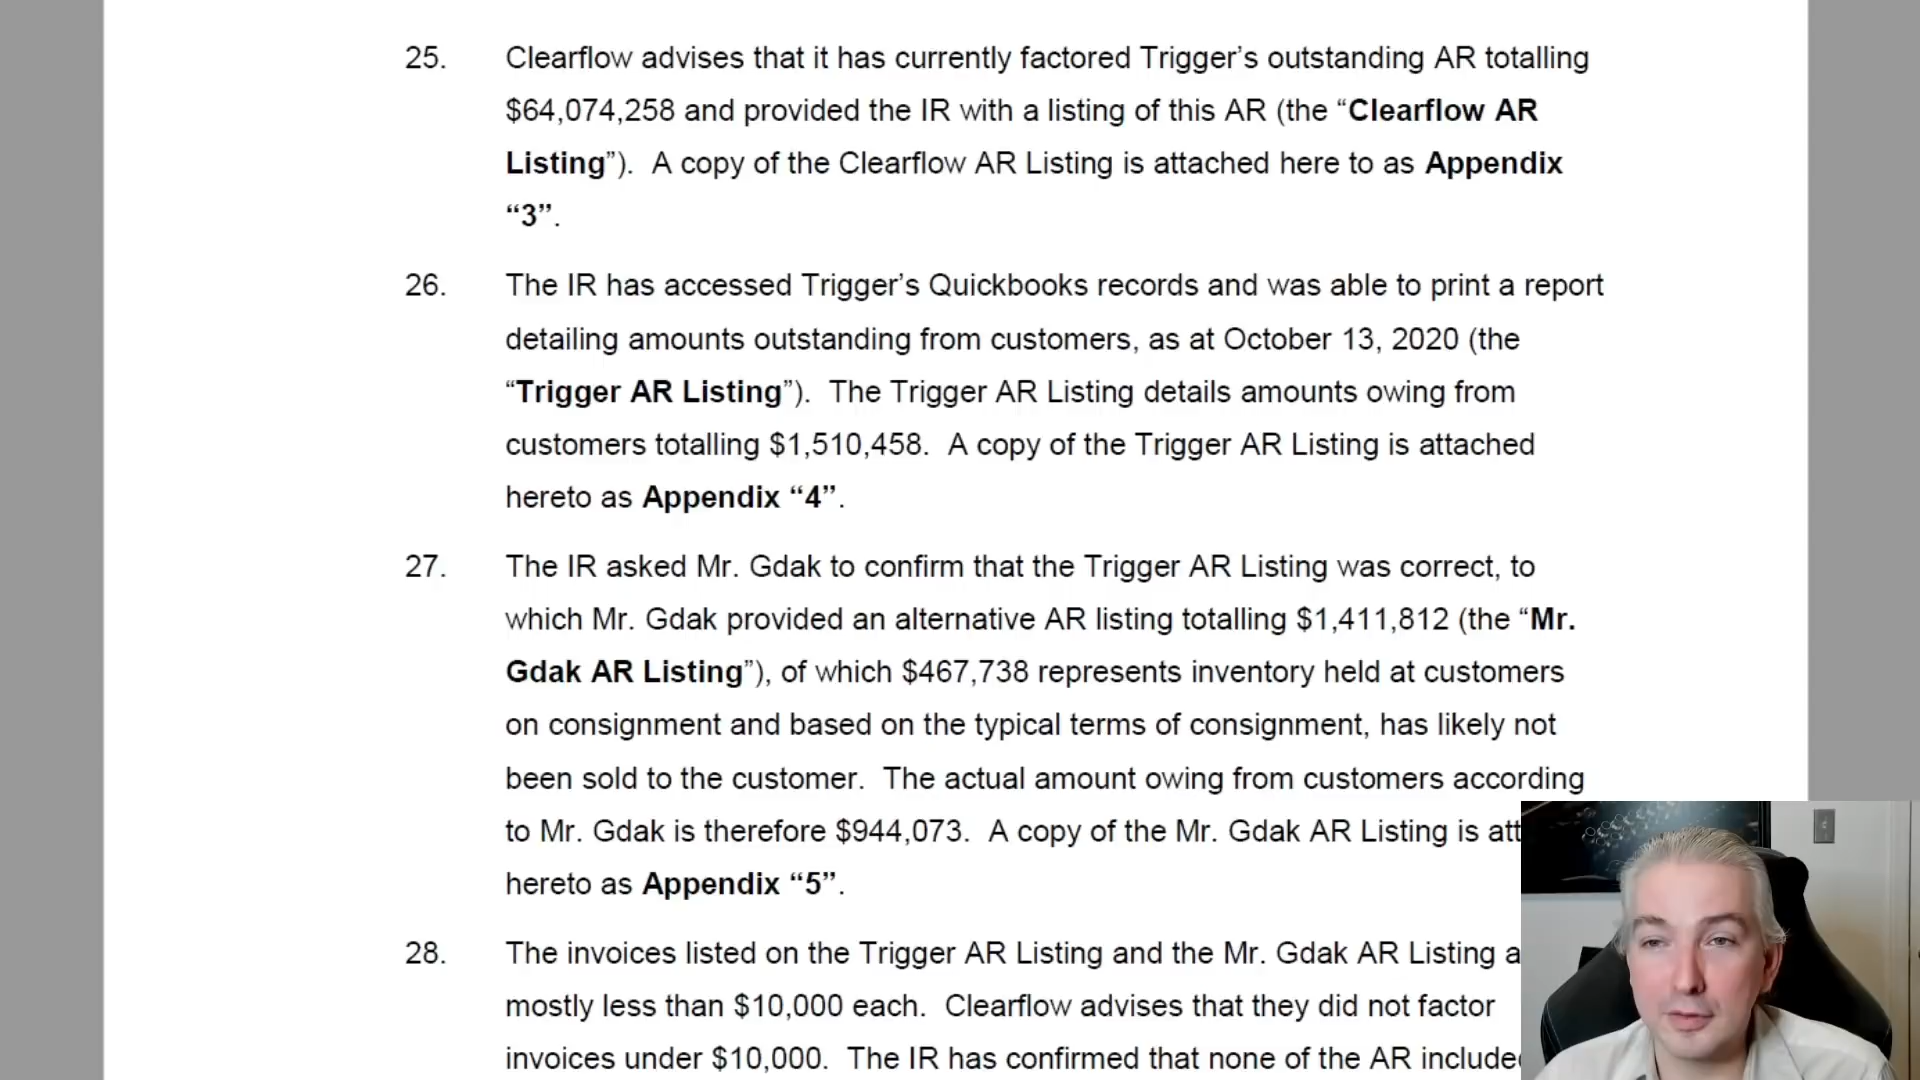 25. Clearflow advises that it has currently factored Trigger’s outstanding AR totalling
$64,074,258 and provided the IR with a listing of this AR (the “Clearflow AR
Listing”). A copy of the Clearflow AR Listing is attached here to as Appendix
“3”.
26. The IR has accessed Trigger’s Quickbooks records and was able to print a report
detailing amounts outstanding from customers, as at October 13, 2020 (the
“Trigger AR Listing”). The Trigger AR Listing details amounts owing from
customers totalling $1,510,458. A copy of the Trigger AR Listing is attached
hereto as Appendix “4”.
27. The IR asked Mr. Gdak to confirm that the Trigger AR Listing was correct, to
which Mr. Gdak provided an alternative AR listing totalling $1,411,812 (the “Mr.
Gdak AR Listing”), of which $467,738 represents inventory held at customers
on consignment and based on the typical terms of consignment, has likely not
been sold to the customer. The actual amount owing from customers according
to Mr. Gdak is therefore $944,073. A copy of the Mr. Gdak AR Listing is att
hereto as Appendix “5”.
28. The invoices listed on the Trigger AR Listing and the Mr. Gdak AR Listing a
mostly less than $10,000 each. Clearflow advises that they did not factor
invoices under $10,000. The IR has confirmed that none of the AR include